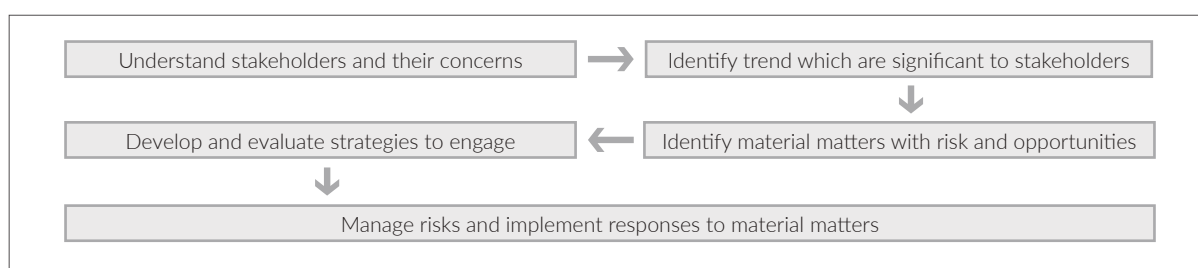 Understand stakeholders and their concerns
Identify trend which are significant to stakeholders
Identify material matters with risk and opportunities
Develop and evaluate strategies to engage
Manage risks and implement responses to material matters